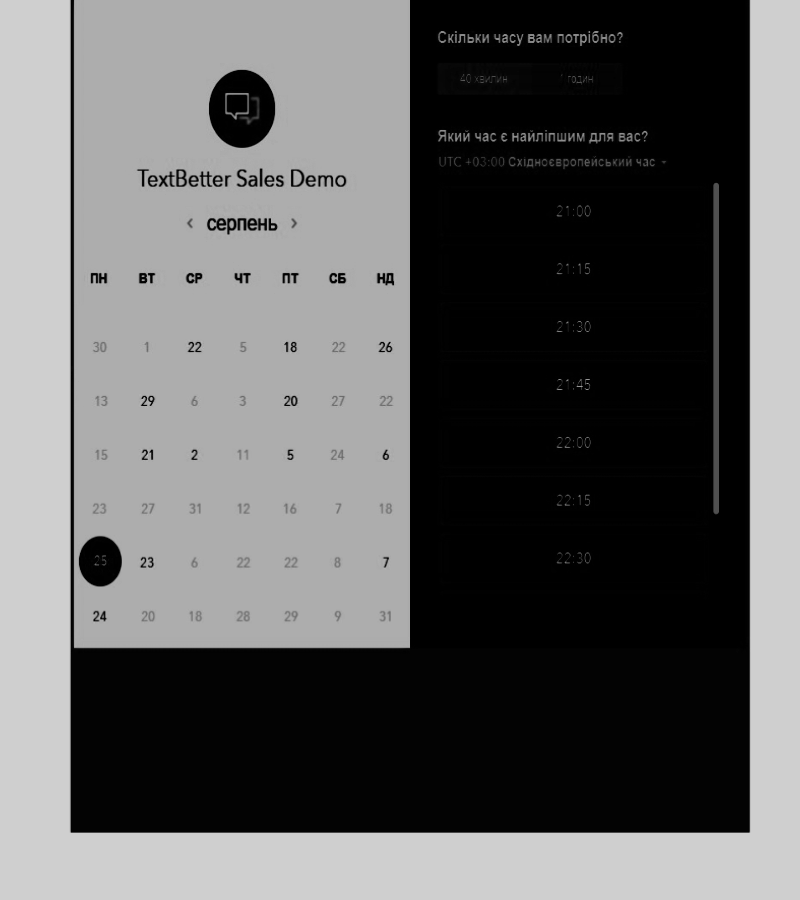 TextBetter Sales Demo
серпень
ПН ВТ СР ЧТ ПТ СБ НД
30 1 22 5 18 22 26
13 29 6 3 20 27 22
15 21 2 11 5 24 6
23 27 31 12 16 7 18
25 23 6 22 22 8 7
24 20 18 28 29 9 31
Скільки часу вам потрібно?
40 хвилин годин
Який час є найліпшим для вас?
UTC +03:00 Східноєвропейський час
21:00
21:15
21:30
21:45
22:00
22:15
22:30